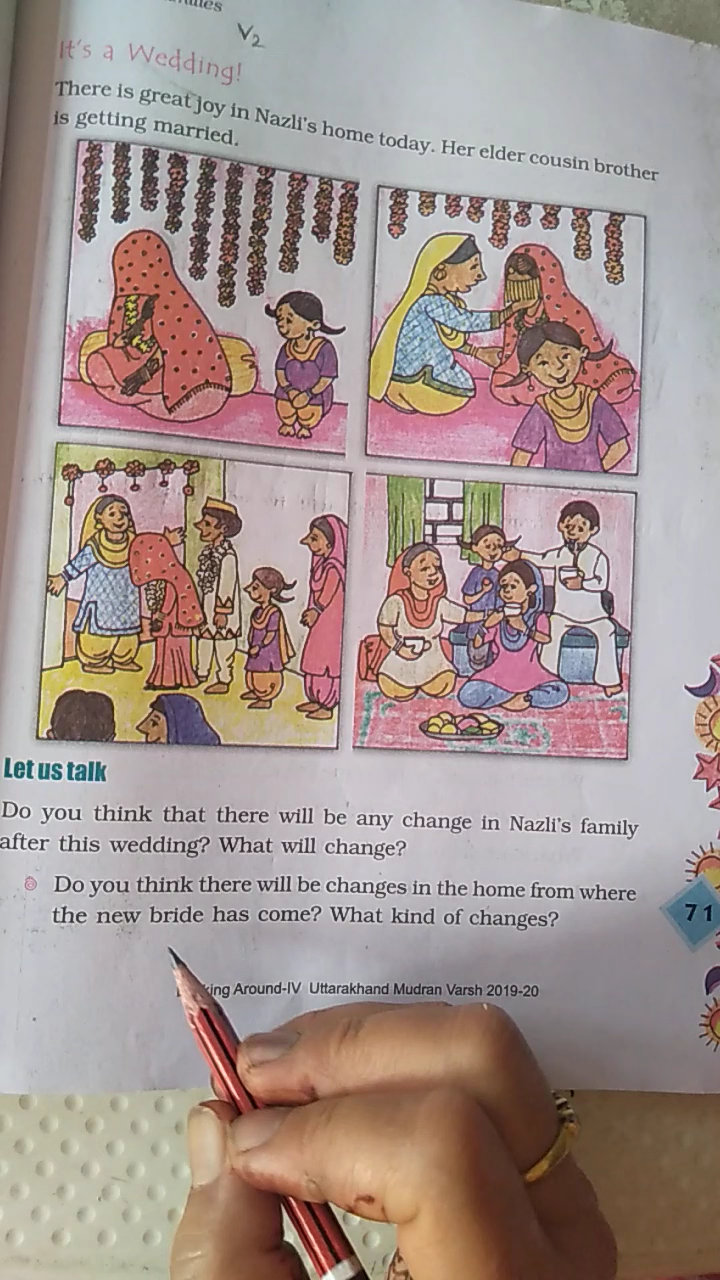 V2
It's a Wedding!
There is great joy in Nazli's home today. Her elder cousin brother
is getting married.
Let us talk
Do you think that there will be any change in Nazli's family
after this wedding? What will change?
Do you think there will be changes in the home from where
the new bride has come? What kind of changes?
71
Around-IV Uttarakhand Mudran Varsh 2019-20